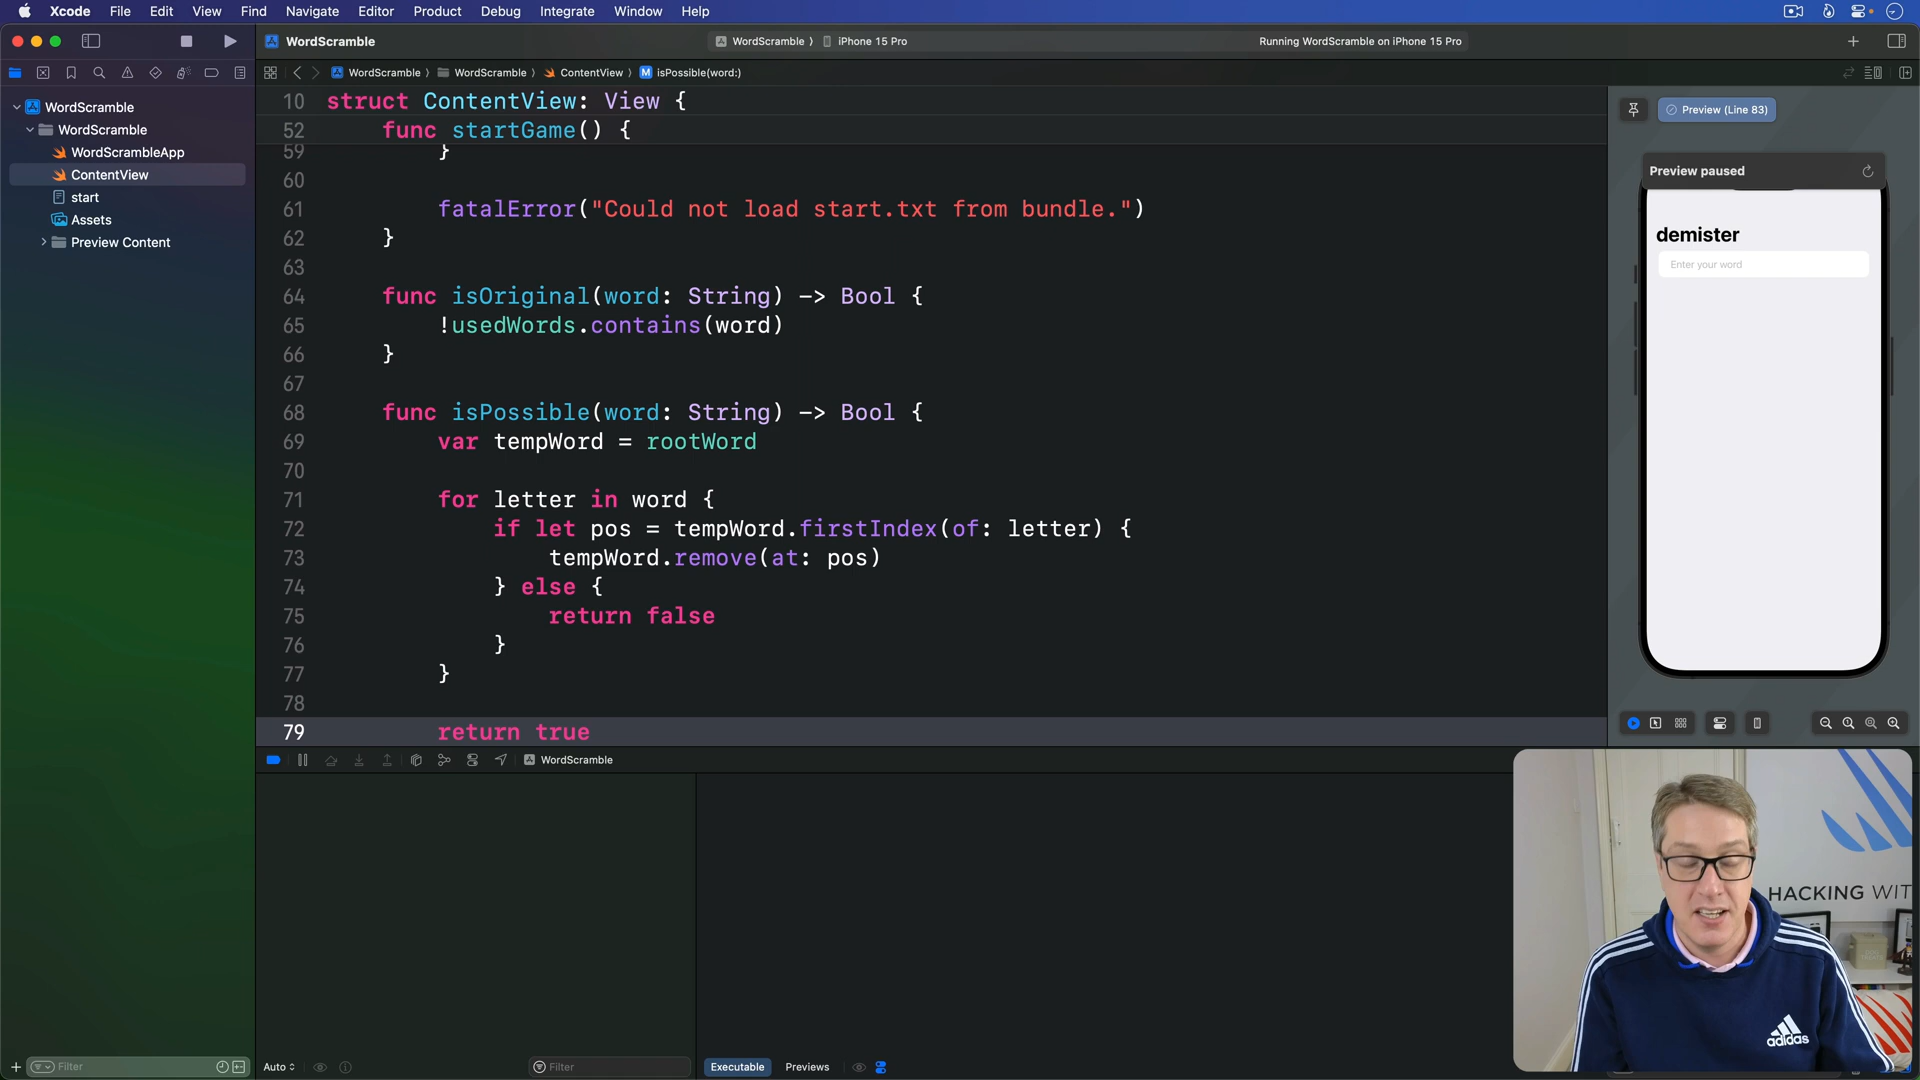 Xcode File Edit View Find Navigate Editor Product Debug Integrate Window Help
WordScramble
WordScramble iPhone 15 Pro
Running WordScramble on iPhone 15 Pro
WordScramble WordScramble ContentView M isPossible(word:)
WordScramble
WordScramble
WordScrambleApp
ContentView
start
Assets
Preview Content
10 struct ContentView: View {
52 func startGame() {
59 }
60
61 fatalError("Could not load start.txt from bundle.")
62 }
63
64 func isOriginal(word: String) -> Bool {
65 !usedWords.contains(word)
66 }
67
68 func isPossible(word: String) -> Bool {
69 var tempWord = rootWord
70
71 for letter in word {
72 if let pos = tempWord.firstIndex(of: letter) {
73 tempWord.remove(at: pos)
74 } else {
75 return false
76 }
77 }
78
79 return true
Preview (Line 83)
Preview paused
demister
Enter your word
WordScramble
HACKING WIT
adidas
Filter
Auto
Filter
Executable Previews